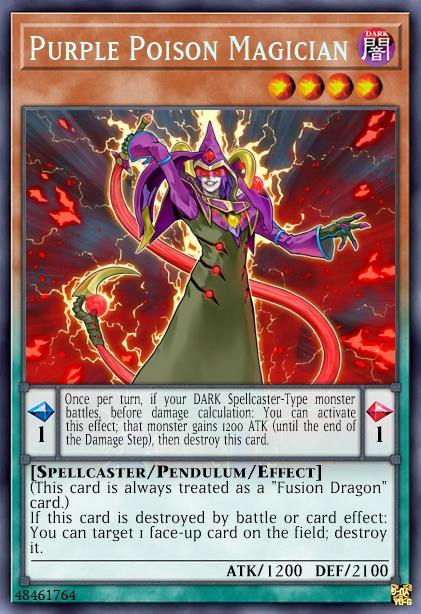 PURPLE POISON MAGICIAN
DARK
闇
Once per turn, if your DARK Spellcaster-Type monster
battles, before damage calculation: You can activate
this effect; that monster gains 1200 ATK (until the end of
the Damage Step), then destroy this card.
1
1
[SPELLCASTER/PENDULUM/EFFECT]
(This card is always treated as a "Fusion Dragon"
card.)
If this card is destroyed by battle or card effect:
You can target 1 face-up card on the field; destroy
it.
ATK/1200 DEF/2100
48461764